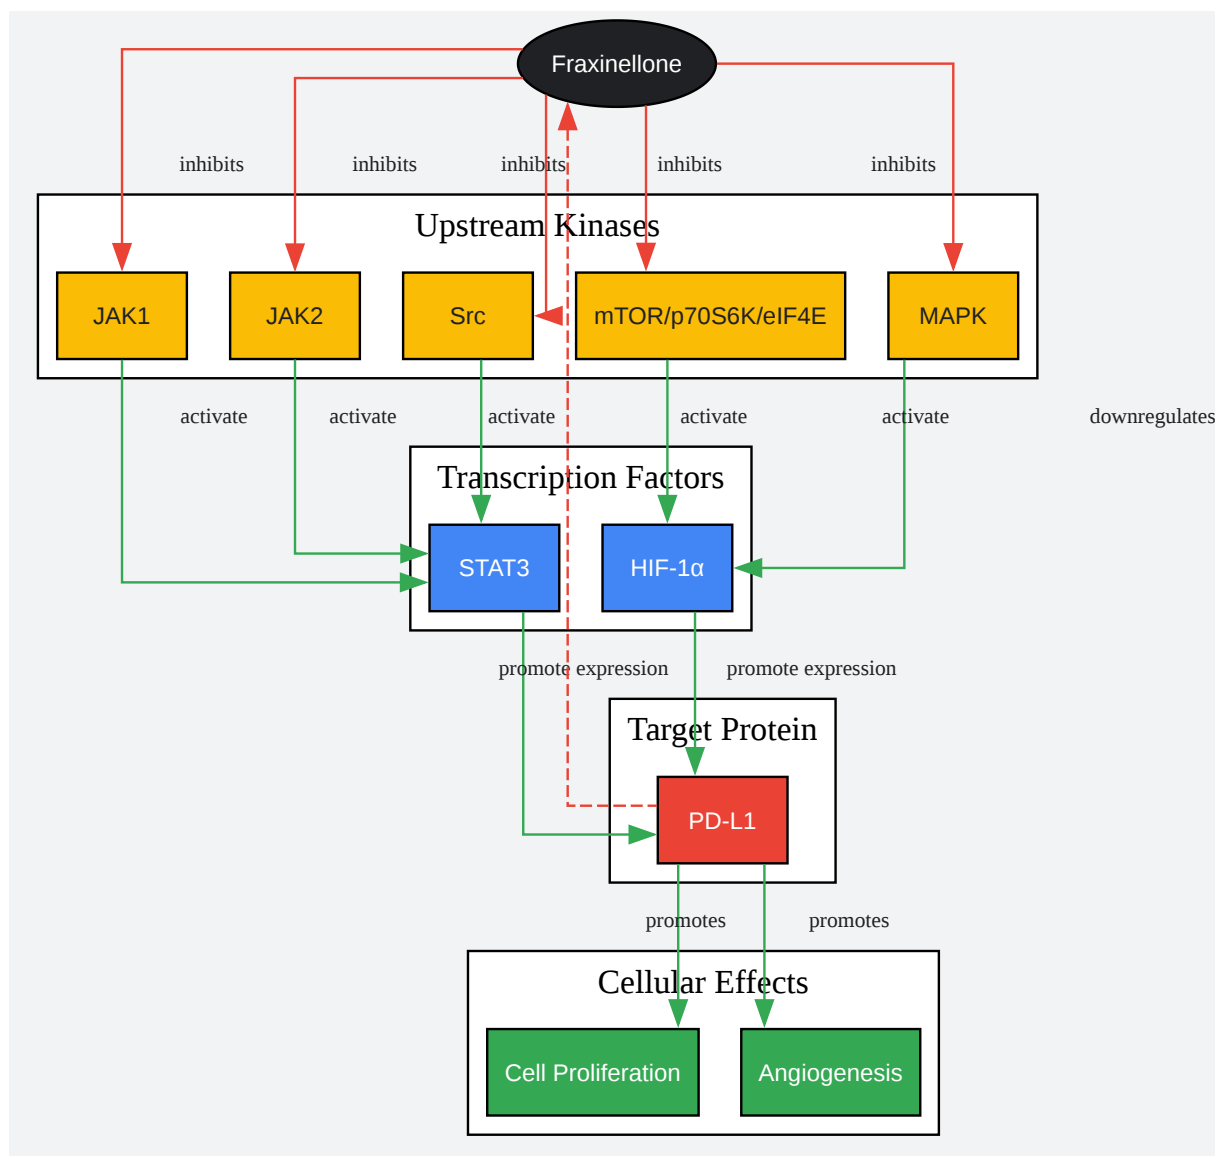 Fraxinellone
inhibits
inhibits
inhibits
inhibits
inhibits
Upstream Kinases
JAK1
JAK2
Src
mTOR/p70S6K/eIF4E
MAPK
activate
activate
activate
activate
activate
downregulates
Transcription Factors
STAT3
HIF-1α
promote expression
promote expression
Target Protein
PD-L1
promotes
promotes
Cellular Effects
Cell Proliferation
Angiogenesis